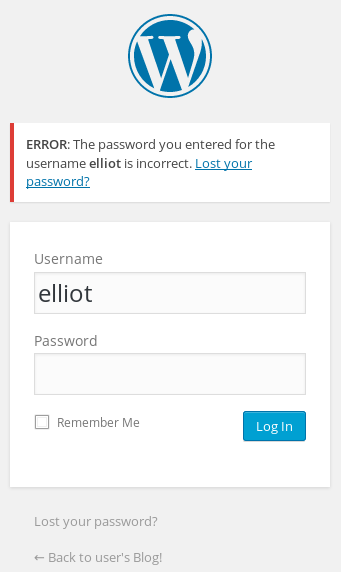 ERROR: The password you entered for the
username elliot is incorrect. Lost your
password?
Username
elliot
Password
Remember Me
Log In
Lost your password?
← Back to user's Blog!